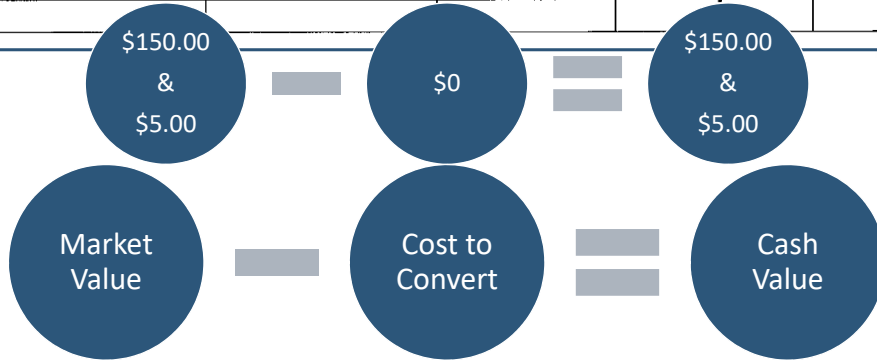 $150.00
&
$5.00
$0
$150.00
&
$5.00
Market
Value
Cost to
Convert
Cash
Value